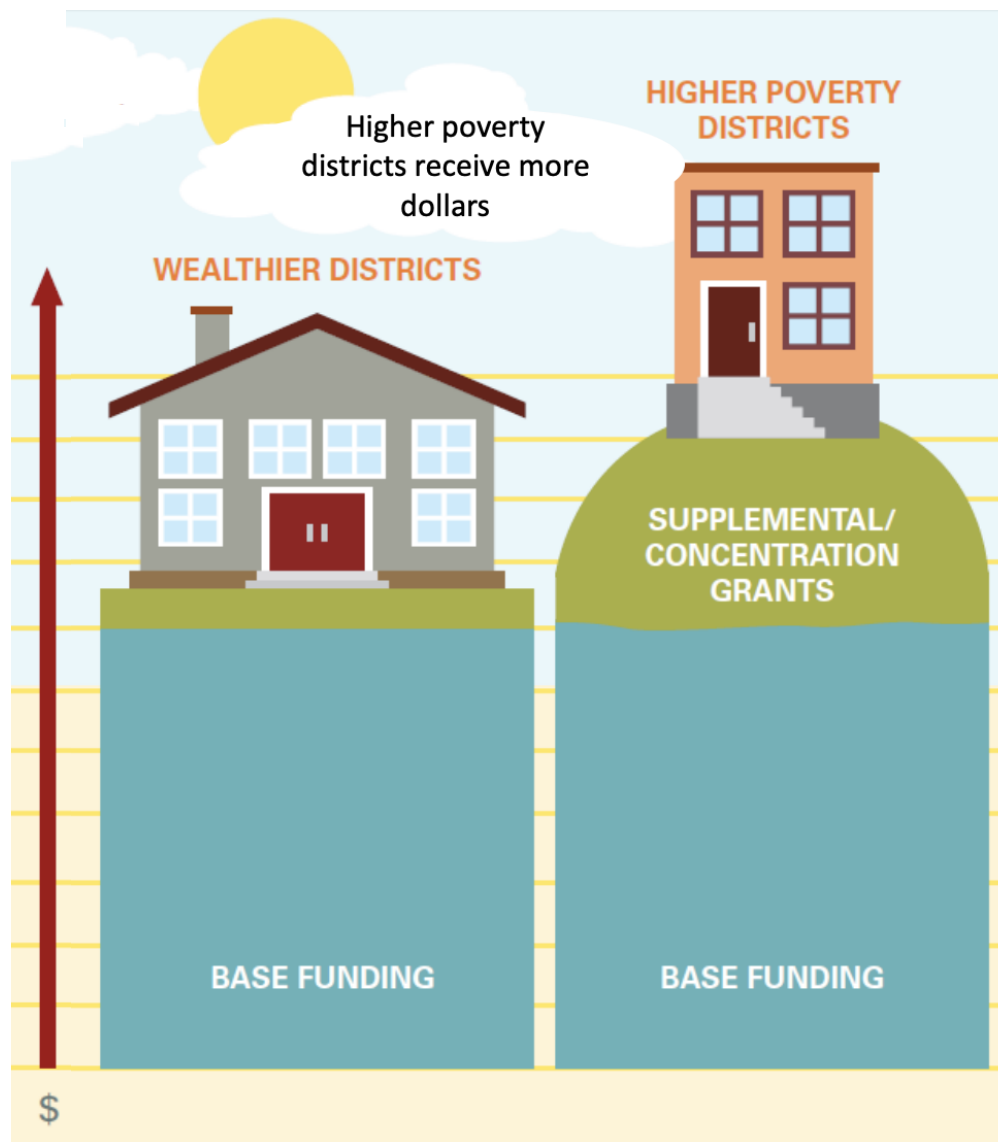 HIGHER POVERTY
DISTRICTS
Higher poverty
districts receive more
dollars
WEALTHIER DISTRICTS
SUPPLEMENTAL/
CONCENTRATION
GRANTS
BASE FUNDING
BASE FUNDING
$